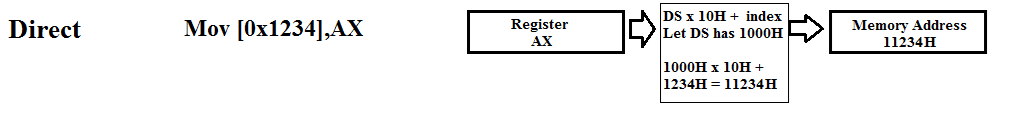 Direct
Mov [0x1234],AX
Register
AX
DS x 10H + index
Let DS has 1000H
1000H x 10H +
1234H = 11234H
Memory Address
11234H